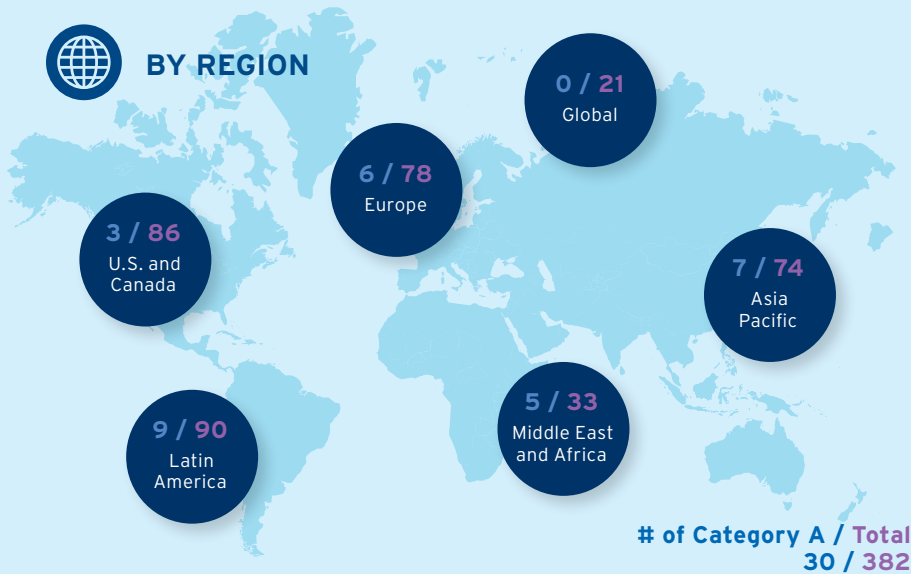 BY REGION
0 / 21
Global
6 / 78
Europe
3 / 86
U.S. and
Canada
7 / 74
Asia
Pacific
5 / 33
Middle East
and Africa
9 / 90
Latin
America
# of Category A / Total
30 / 382